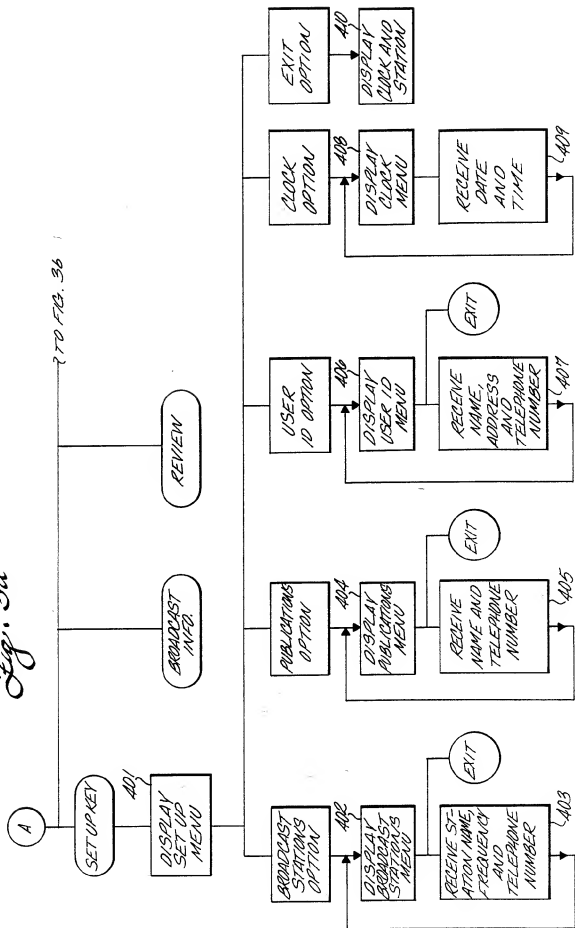 A
TO FIG. 3b
SET UP KEY
BROADCAST
INFO.
REVIEW
401
DISPLAY
SET UP
MENU
BROADCAST
STATIONS
OPTION
PUBLICATIONS
OPTION
USER
ID OPTION
CLOCK
OPTION
EXIT
OPTION
402
DISPLAY
BROADCAST
STATIONS
MENU
404
DISPLAY
PUBLICATIONS
MENU
406
DISPLAY
USER ID
MENU
408
DISPLAY
CLOCK
MENU
410
DISPLAY
CLOCK AND
STATION
EXIT
EXIT
EXIT
RECEIVE ST-
ATION NAME,
FREQUENCY
AND
TELEPHONE
NUMBER
403
RECEIVE
NAME AND
TELEPHONE
NUMBER
405
RECEIVE
NAME,
ADDRESS
AND
TELEPHONE
NUMBER
407
RECEIVE
DATE
AND
TIME
409